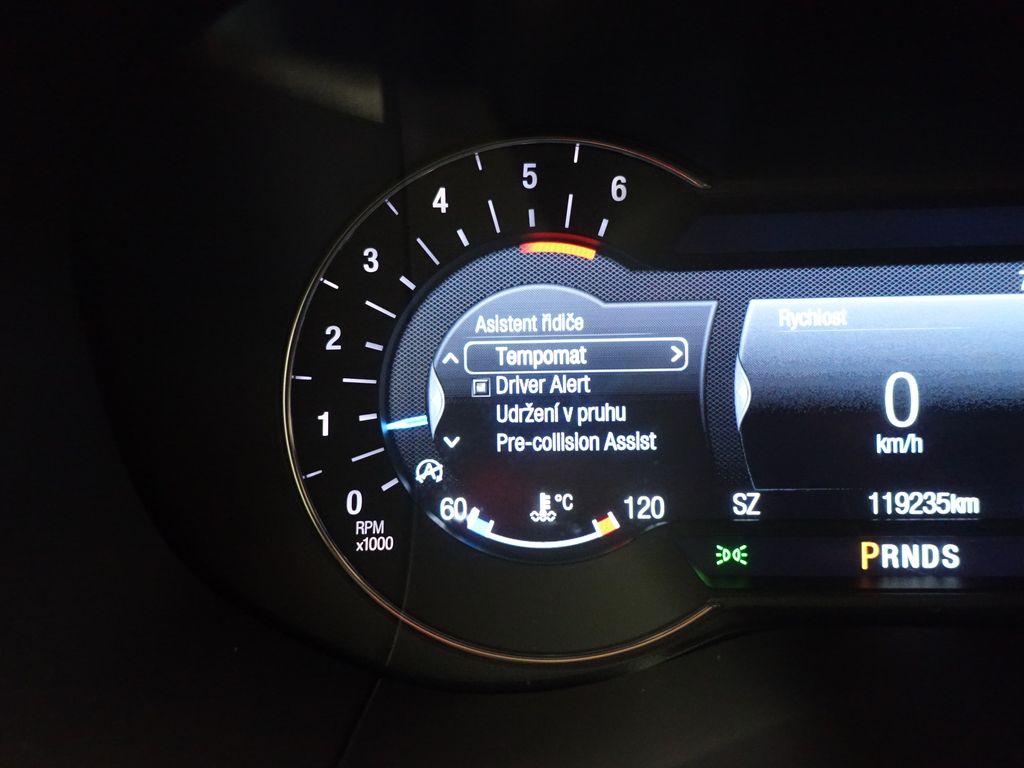 6
5
4
3
2
1
0
RPM
x1000
Asistent řidiče
Tempomat
Driver Alert
Udržení v pruhu
Pre-collision Assist
60 °C 120
Rychlost
0
km/h
SZ 119235km
PRNDS